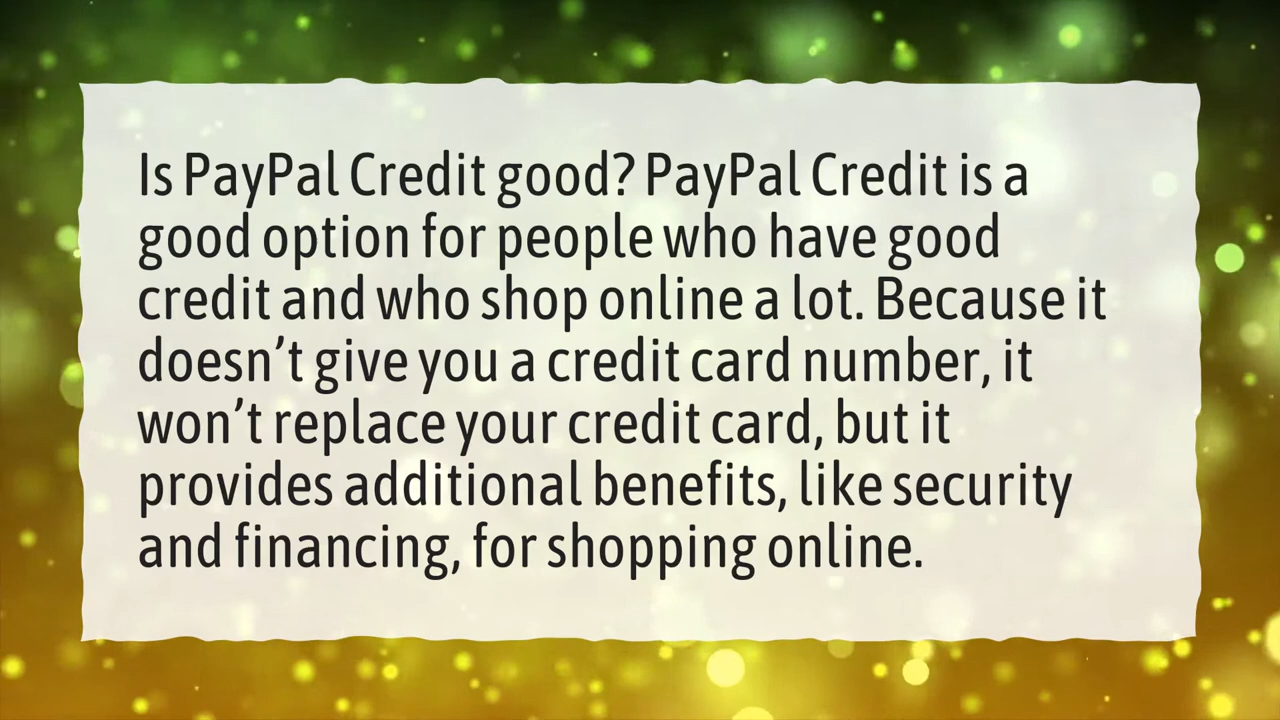 Is PayPal Credit good? PayPal Credit is a
good option for people who have good
credit and who shop online a lot. Because it
doesn’t give you a credit card number, it
won’t replace your credit card, but it
provides additional benefits, like security
and financing, for shopping online.